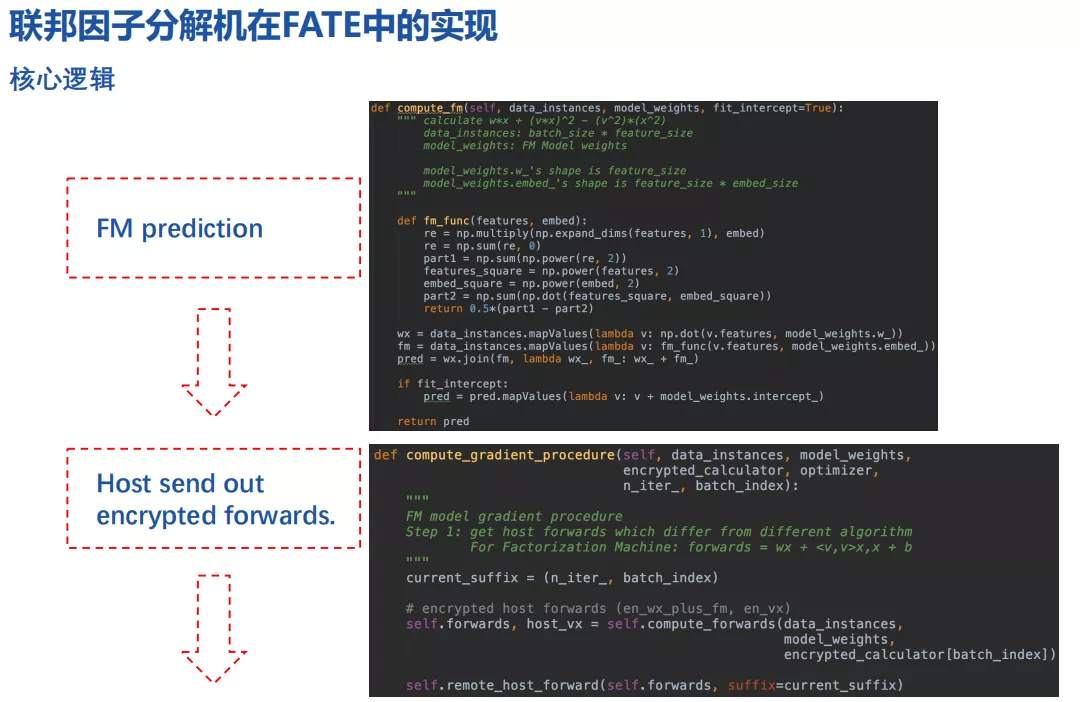 联邦因子分解机在FATE中的实现
核心逻辑
def compute_fm(self, data_instances, model_weights, fit_intercept=True):
""" calculate w*x + (v*x)^2 - (v^2)*(x^2)
data_instances: batch_size * feature_size
model_weights: FM Model weights
model_weights.w_'s shape is feature_size
model_weights.embed_'s shape is feature_size * embed_size
"""
def fm_func(features, embed):
re = np.multiply(np.expand_dims(features, 1), embed)
re = np.sum(re, 0)
part1 = np.sum(np.power(re, 2))
features_square = np.power(features, 2)
embed_square = np.power(embed, 2)
part2 = np.sum(np.dot(features_square, embed_square))
return 0.5*(part1 - part2)
wx = data_instances.mapValues(lambda v: np.dot(v.features, model_weights.w_))
fm = data_instances.mapValues(lambda v: fm_func(v.features, model_weights.embed_))
pred = wx.join(fm, lambda wx_, fm_: wx_ + fm_)
if fit_intercept:
pred = pred.mapValues(lambda v: v + model_weights.intercept_)
return pred
FM prediction
Host send out
encrypted forwards.
def compute_gradient_procedure(self, data_instances, model_weights,
encrypted_calculator, optimizer,
n_iter_, batch_index):
"""
FM model gradient procedure
Step 1: get host forwards which differ from different algorithm
For Factorization Machine: forwards = wx + <v,v>x,x + b
"""
current_suffix = (n_iter_, batch_index)
# encrypted host forwards (en_wx_plus_fm, en_vx)
self.forwards, host_vx = self.compute_forwards(data_instances,
model_weights,
encrypted_calculator[batch_index])
self.remote_host_forward(self.forwards, suffix=current_suffix)